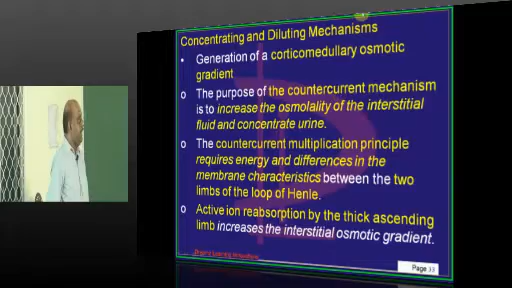 Concentrating and Diluting Mechanisms
• Generation of a corticomedullary osmotic
gradient
o The purpose of the countercurrent mechanism
is to increase the osmolality of the interstitial
fluid and concentrate urine.
o The countercurrent multiplication principle
requires energy and differences in the
membrane characteristics between the two
limbs of the loop of Henle.
o Active ion reabsorption by the thick ascending
limb increases the interstitial osmotic gradient.
Page